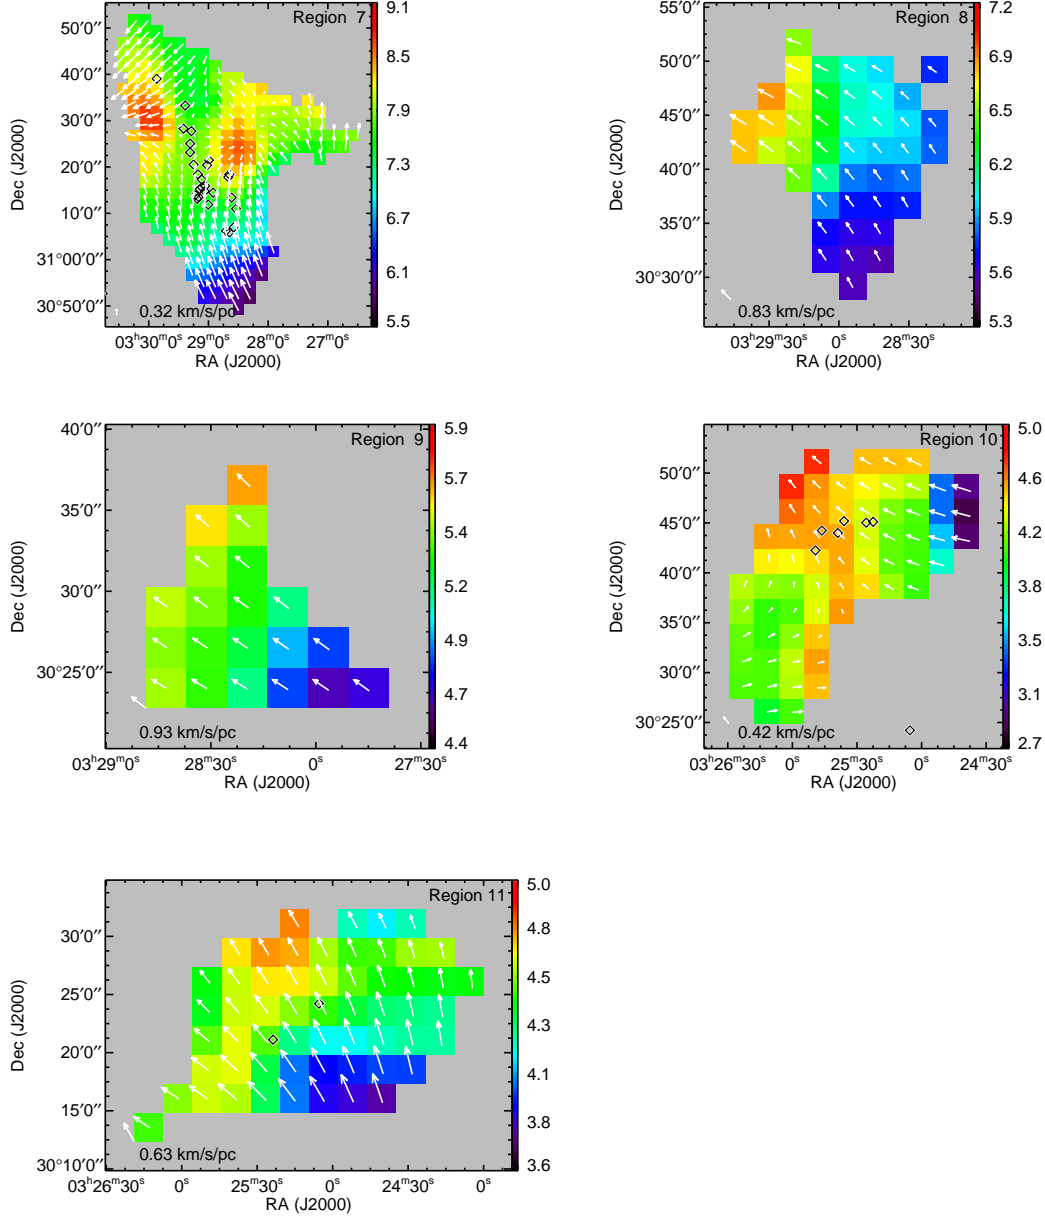 Region 7
50′0′′
40′0′′
30′0′′
20′0′′
10′0′′
31°00′0′′
30°50′0′′
Dec (J2000)
0.32 km/s/pc
03ʰ30ᵐ0ˢ 29ᵐ0ˢ 28ᵐ0ˢ 27ᵐ0ˢ
RA (J2000)
9.1
8.5
7.9
7.3
6.7
6.1
5.5
Region 8
55′0′′
50′0′′
45′0′′
40′0′′
35′0′′
30°30′0′′
Dec (J2000)
0.83 km/s/pc
03ʰ29ᵐ30ˢ 0ˢ 28ᵐ30ˢ
RA (J2000)
7.2
6.9
6.5
6.2
5.9
5.6
5.3
Region 9
40′0′′
35′0′′
30′0′′
30°25′0′′
Dec (J2000)
0.93 km/s/pc
03ʰ29ᵐ0ˢ 28ᵐ30ˢ 0ˢ 27ᵐ30ˢ
RA (J2000)
5.9
5.7
5.4
5.2
4.9
4.7
4.4
Region 10
50′0′′
45′0′′
40′0′′
35′0′′
30′0′′
30°25′0′′
Dec (J2000)
0.42 km/s/pc
03ʰ26ᵐ30ˢ 0ˢ 25ᵐ30ˢ 0ˢ 24ᵐ30ˢ
RA (J2000)
5.0
4.6
4.2
3.8
3.5
3.1
2.7
Region 11
30′0′′
25′0′′
20′0′′
15′0′′
30°10′0′′
Dec (J2000)
0.63 km/s/pc
03ʰ26ᵐ30ˢ 0ˢ 25ᵐ30ˢ 0ˢ 24ᵐ30ˢ 0ˢ
RA (J2000)
5.0
4.8
4.5
4.3
4.1
3.8
3.6